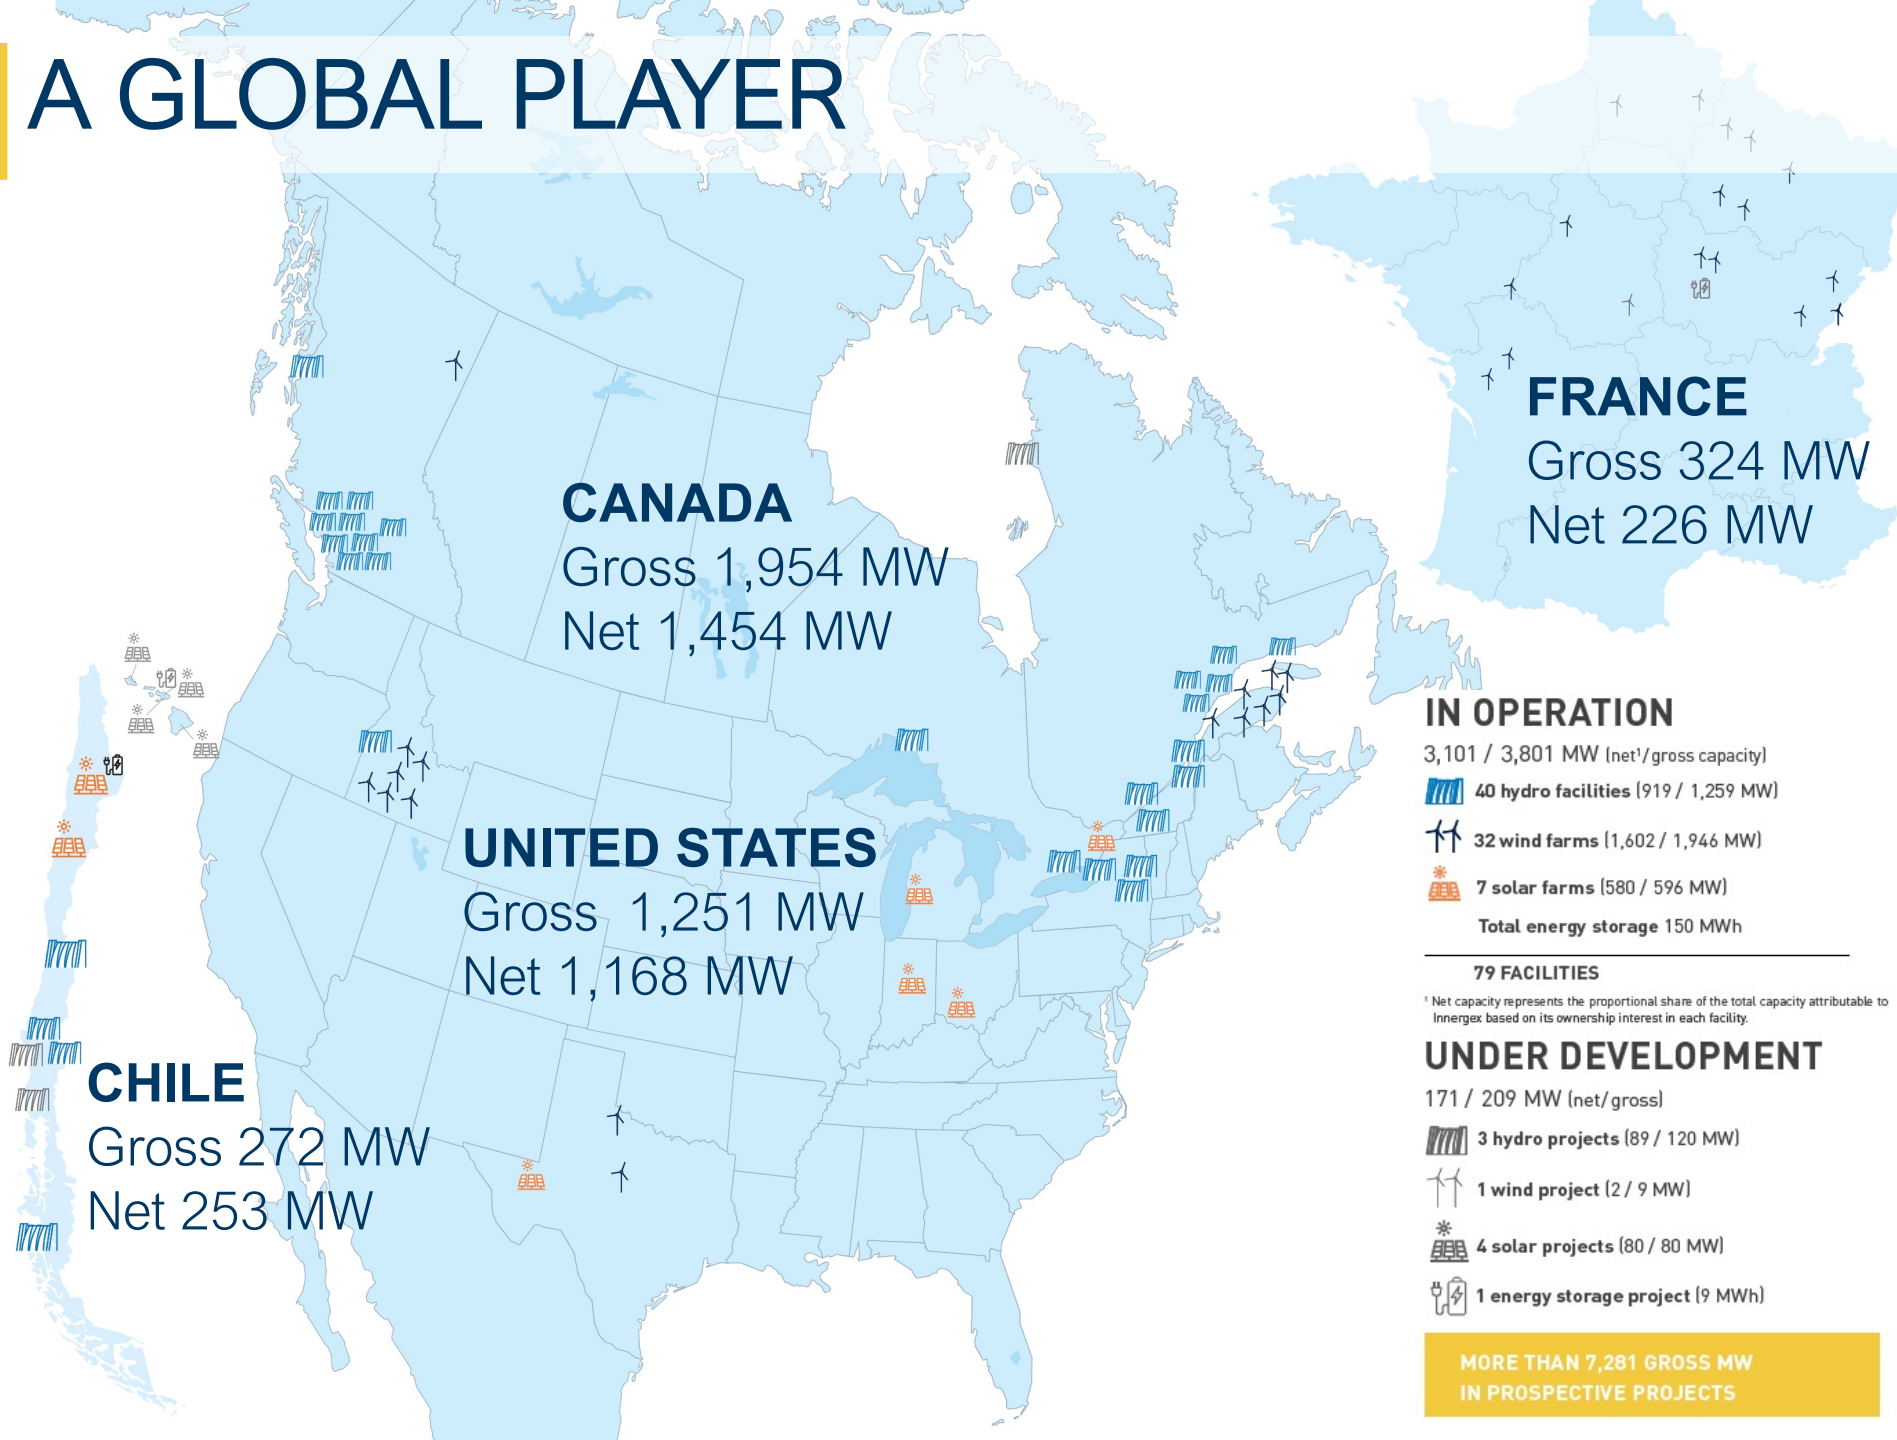 A GLOBAL PLAYER
FRANCE
Gross 324 MW
Net 226 MW
CANADA
Gross 1,954 MW
Net 1,454 MW
UNITED STATES
Gross 1,251 MW
Net 1,168 MW
CHILE
Gross 272 MW
Net 253 MW
IN OPERATION
3,101 / 3,801 MW (net¹/gross capacity)
40 hydro facilities (919 / 1,259 MW)
32 wind farms (1,602 / 1,946 MW)
7 solar farms (580 / 596 MW)
Total energy storage 150 MWh
79 FACILITIES
¹ Net capacity represents the proportional share of the total capacity attributable to
Innergex based on its ownership interest in each facility.
UNDER DEVELOPMENT
171 / 209 MW (net/gross)
3 hydro projects (89 / 120 MW)
1 wind project (2 / 9 MW)
4 solar projects (80 / 80 MW)
1 energy storage project (9 MWh)
MORE THAN 7,281 GROSS MW
IN PROSPECTIVE PROJECTS